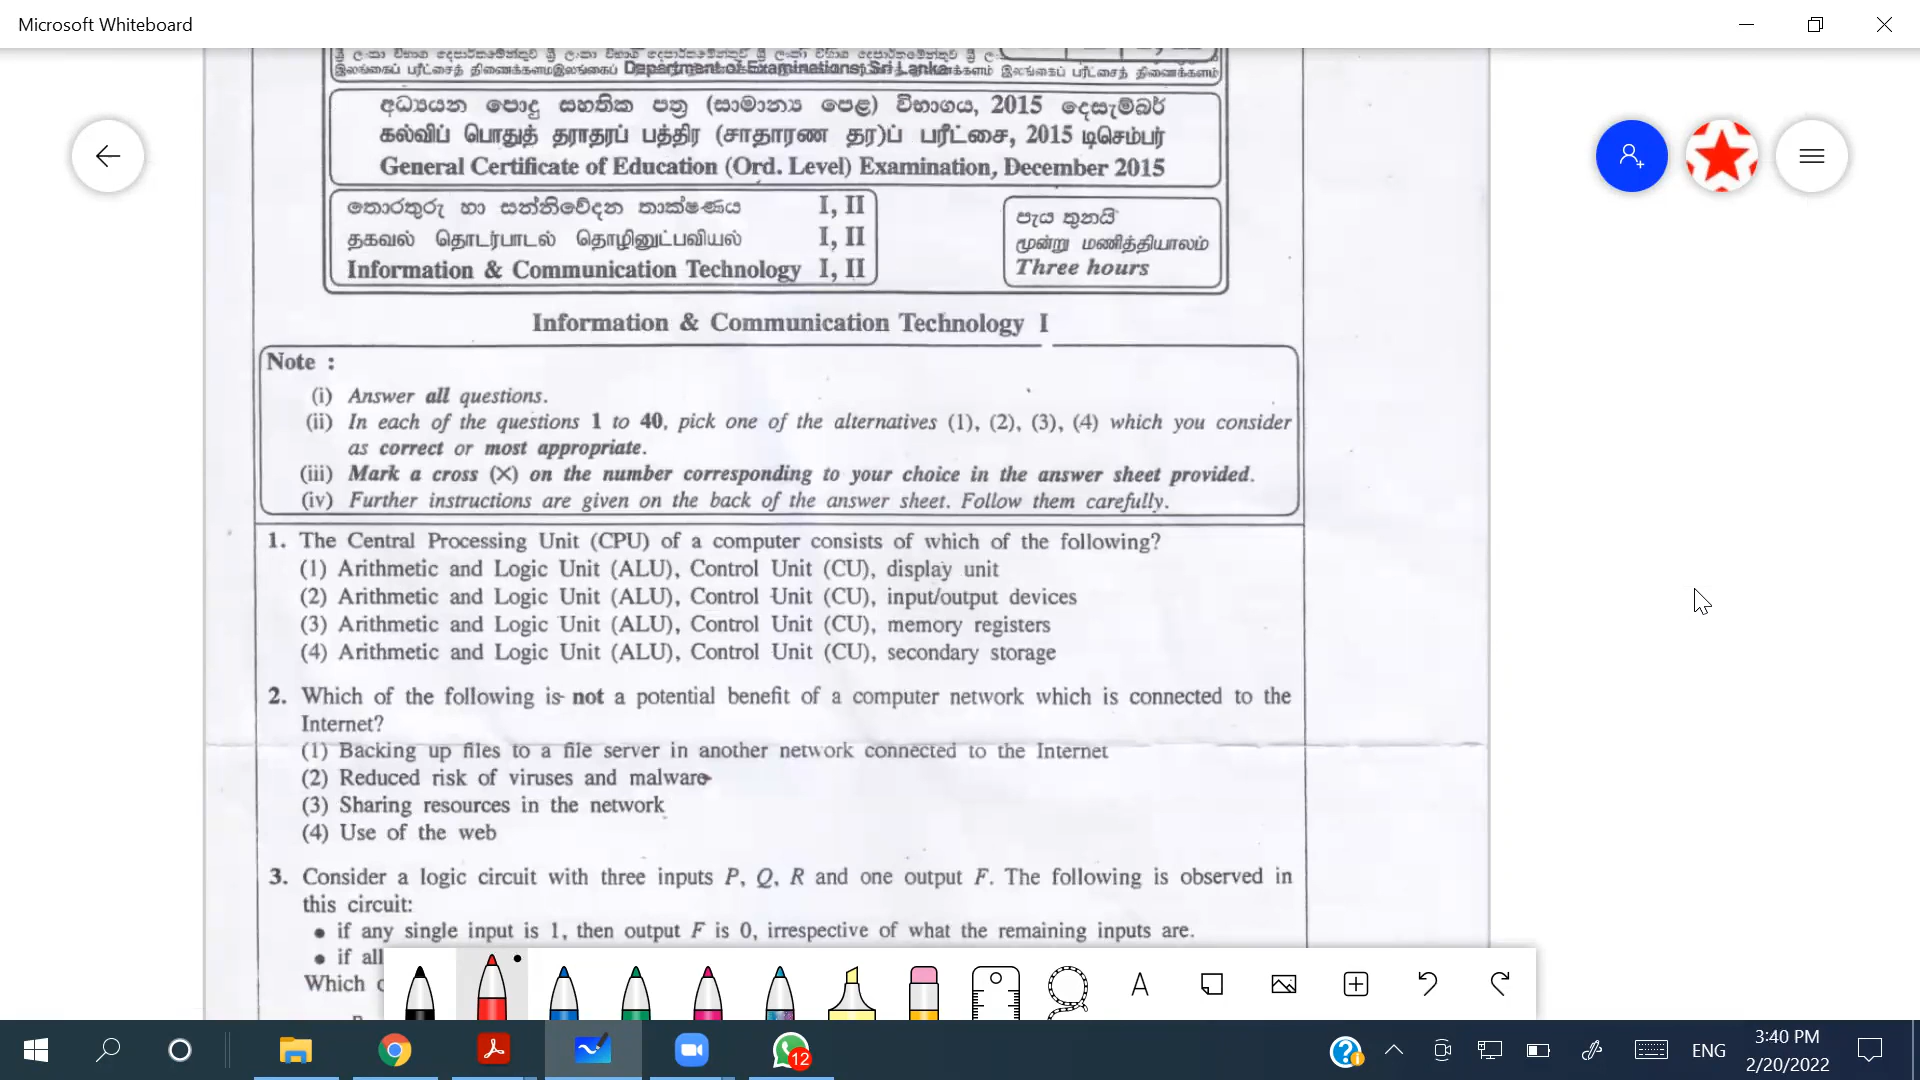 Microsoft Whiteboard
Department of Examinations, Sri Lanka
අධ්‍යයන පොදු සහතික පත්‍ර (සාමාන්‍ය පෙළ) විභාගය, 2015 දෙසැම්බර්
கல்விப் பொதுத் தராதரப் பத்திர (சாதாரண தர)ப் பரீட்சை, 2015 டிசெம்பர்
General Certificate of Education (Ord. Level) Examination, December 2015
තොරතුරු හා සන්නිවේදන තාක්ෂණය I, II
தகவல் தொடர்பாடல் தொழினுட்பவியல் I, II
Information & Communication Technology I, II
පැය තුනයි
மூன்று மணித்தியாலம்
Three hours
Information & Communication Technology I
Note :
(i) Answer all questions.
(ii) In each of the questions 1 to 40, pick one of the alternatives (1), (2), (3), (4) which you consider
as correct or most appropriate.
(iii) Mark a cross (X) on the number corresponding to your choice in the answer sheet provided.
(iv) Further instructions are given on the back of the answer sheet. Follow them carefully.
1. The Central Processing Unit (CPU) of a computer consists of which of the following?
(1) Arithmetic and Logic Unit (ALU), Control Unit (CU), display unit
(2) Arithmetic and Logic Unit (ALU), Control Unit (CU), input/output devices
(3) Arithmetic and Logic Unit (ALU), Control Unit (CU), memory registers
(4) Arithmetic and Logic Unit (ALU), Control Unit (CU), secondary storage
2. Which of the following is not a potential benefit of a computer network which is connected to the
Internet?
(1) Backing up files to a file server in another network connected to the Internet
(2) Reduced risk of viruses and malware
(3) Sharing resources in the network
(4) Use of the web
3. Consider a logic circuit with three inputs P, Q, R and one output F. The following is observed in
this circuit:
• if any single input is 1, then output F is 0, irrespective of what the remaining inputs are.
• if all
Which
12
ENG
3:40 PM
2/20/2022